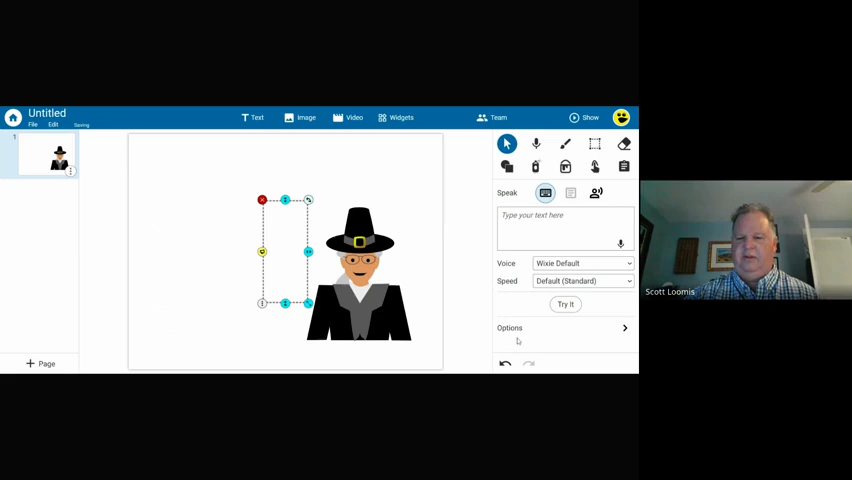 Untitled
File Edit Saving
Text Image Video Widgets Team Show
1
Speak
Type your text here
Voice Wixie Default
Speed Default (Standard)
Try It
Options
Page
Scott Loomis